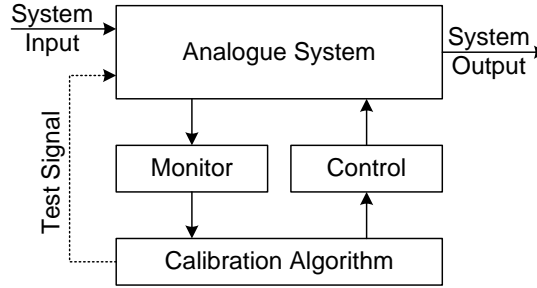 System
Input
Analogue System
System
Output
Monitor
Control
Test Signal
Calibration Algorithm